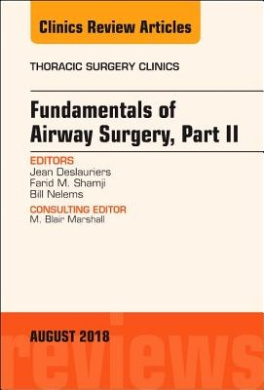 Clinics Review Articles
THORACIC SURGERY CLINICS
Fundamentals of
Airway Surgery, Part II
EDITORS
Jean Deslauriers
Farid M. Shamji
Bill Nelems
CONSULTING EDITOR
M. Blair Marshall
AUGUST 2018
reviews